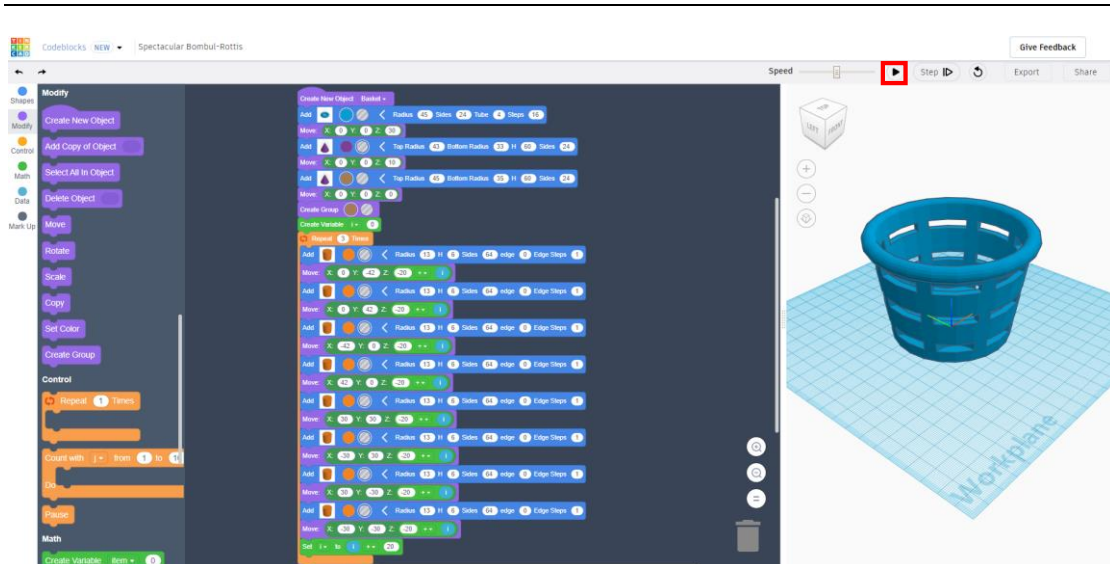 TIN
KER
CAD
Codeblocks NEW Spectacular Bombul-Rottis
Give Feedback
Speed
Step
Export
Share
Shapes
Modify
Control
Math
Data
Mark Up
Modify
Create New Object
Add Copy of Object
Select All In Object
Delete Object
Move
Rotate
Scale
Copy
Set Color
Create Group
Control
Repeat 1 Times
Count with i from 1 to
Do
Pause
Math
Create Variable item 0
Create New Object Basket
Add Radius 45 Sides 24 Tube 4 Steps 16
Move: X: 0 Y: 0 Z: 30
Add Top Radius 43 Bottom Radius 33 H 60 Sides 24
Move: X: 0 Y: 0 Z: 10
Add Top Radius 45 Bottom Radius 35 H 60 Sides 24
Move: X: 0 Y: 0 Z: 0
Create Group
Create Variable i 0
Repeat 3 Times
Add Radius 13 H 6 Sides 64 edge 0 Edge Steps 1
Move: X: 0 Y: -42 Z: -20 + i
Add Radius 13 H 6 Sides 64 edge 0 Edge Steps 1
Move: X: 0 Y: 42 Z: -20 + i
Add Radius 13 H 6 Sides 64 edge 0 Edge Steps 1
Move: X: -42 Y: 0 Z: -20 + i
Add Radius 13 H 6 Sides 64 edge 0 Edge Steps 1
Move: X: 42 Y: 0 Z: -20 + i
Add Radius 13 H 6 Sides 64 edge 0 Edge Steps 1
Move: X: 30 Y: 30 Z: -20 + i
Add Radius 13 H 6 Sides 64 edge 0 Edge Steps 1
Move: X: -30 Y: 30 Z: -20 + i
Add Radius 13 H 6 Sides 64 edge 0 Edge Steps 1
Move: X: 30 Y: -30 Z: -20 + i
Add Radius 13 H 6 Sides 64 edge 0 Edge Steps 1
Move: X: -30 Y: -30 Z: -20 + i
Set i to i + 20
TOP
LEFT
FRONT
Workplane